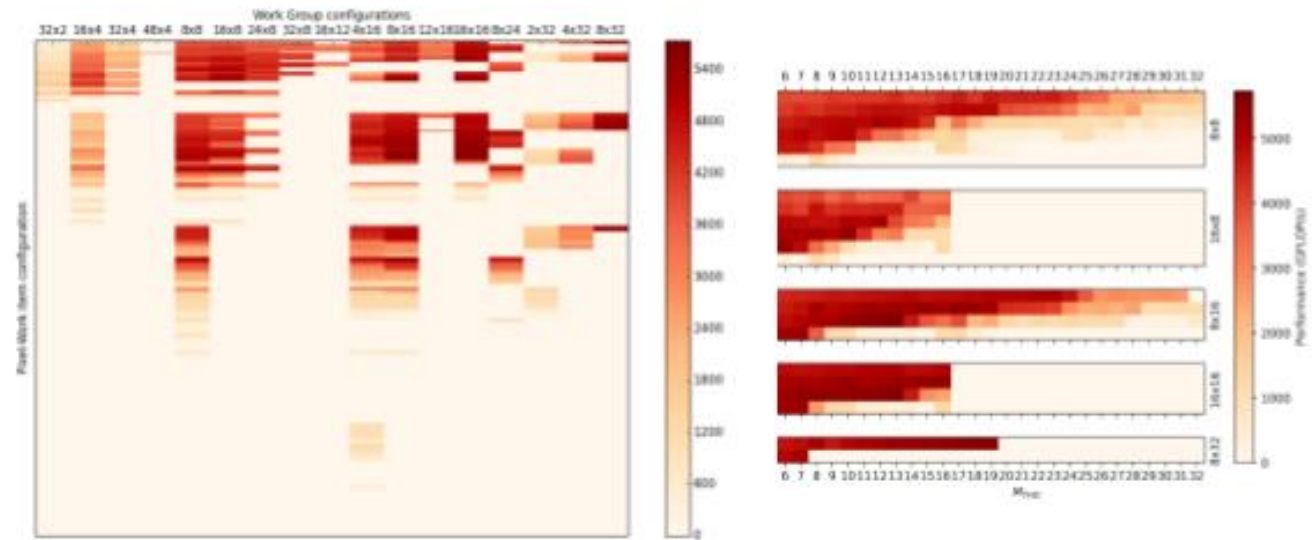 Work Group configurations
32x2 16x4 32x4 48x4 8x8 16x8 24x8 32x8 16x12 4x16 8x16 12x16 16x16 8x24 2x32 4x32 8x32
Pixel-Work item configuration
5400
4800
4200
3600
3000
2400
1800
1200
600
0
6 7 8 9 10 11 12 13 14 15 16 17 18 19 20 21 22 23 24 25 26 27 28 29 30 31 32
8x8
16x8
8x16
16x16
8x32
6 7 8 9 10 11 12 13 14 15 16 17 18 19 20 21 22 23 24 25 26 27 28 29 30 31 32
5000
4000
3000
2000
1000
0
Performance (GFLOP/s)